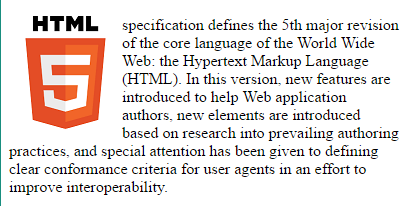 HTML
5
specification defines the 5th major revision
of the core language of the World Wide
Web: the Hypertext Markup Language
(HTML). In this version, new features are
introduced to help Web application
authors, new elements are introduced
based on research into prevailing authoring
practices, and special attention has been given to defining
clear conformance criteria for user agents in an effort to
improve interoperability.